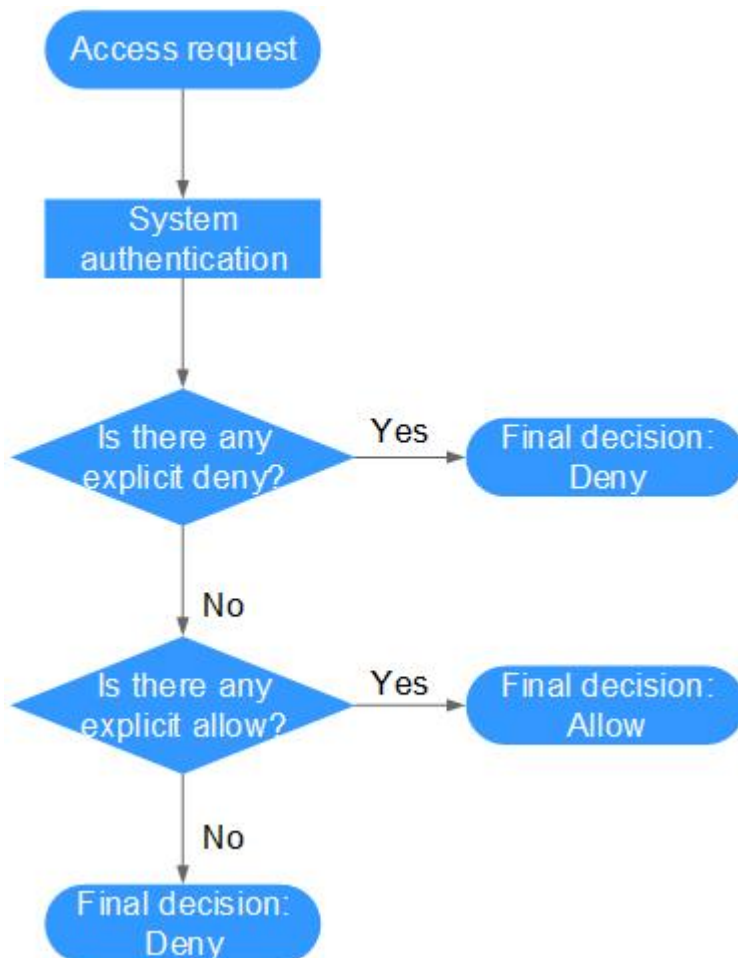 Access request
System
authentication
Is there any
explicit deny?
Yes
Final decision:
Deny
No
Is there any
explicit allow?
Yes
Final decision:
Allow
No
Final decision:
Deny